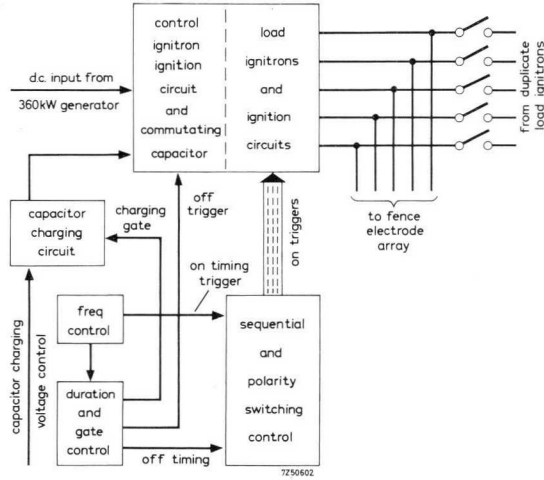 control
ignitron
ignition
circuit
and
commutating
capacitor
load
ignitrons
and
ignition
circuits
d.c. input from
360kW generator
from duplicate
load ignitrons
to fence
electrode
array
capacitor
charging
circuit
charging
gate
off
trigger
on triggers
on timing
trigger
freq
control
sequential
and
polarity
switching
control
duration
and
gate
control
off timing
capacitor charging
voltage control
7Z50602